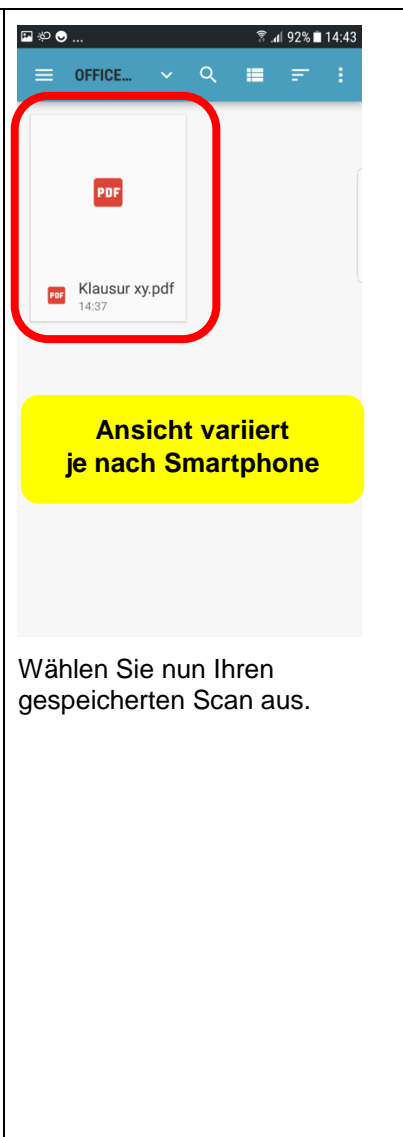 ... 92% 14:43
OFFICE...
PDF
PDF Klausur xy.pdf
14:37
Ansicht variiert
je nach Smartphone
Wählen Sie nun Ihren
gespeicherten Scan aus.